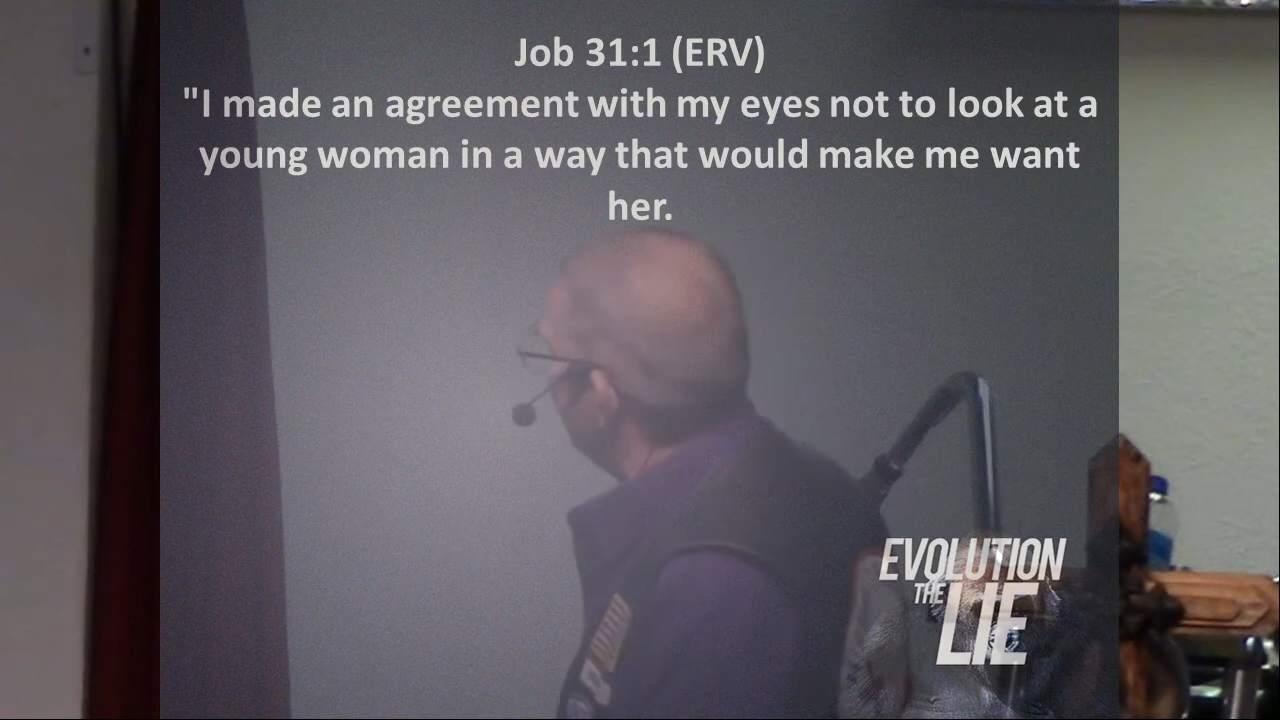 Job 31:1 (ERV)
"I made an agreement with my eyes not to look at a
young woman in a way that would make me want
her.
EVOLUTION
THE
LIE